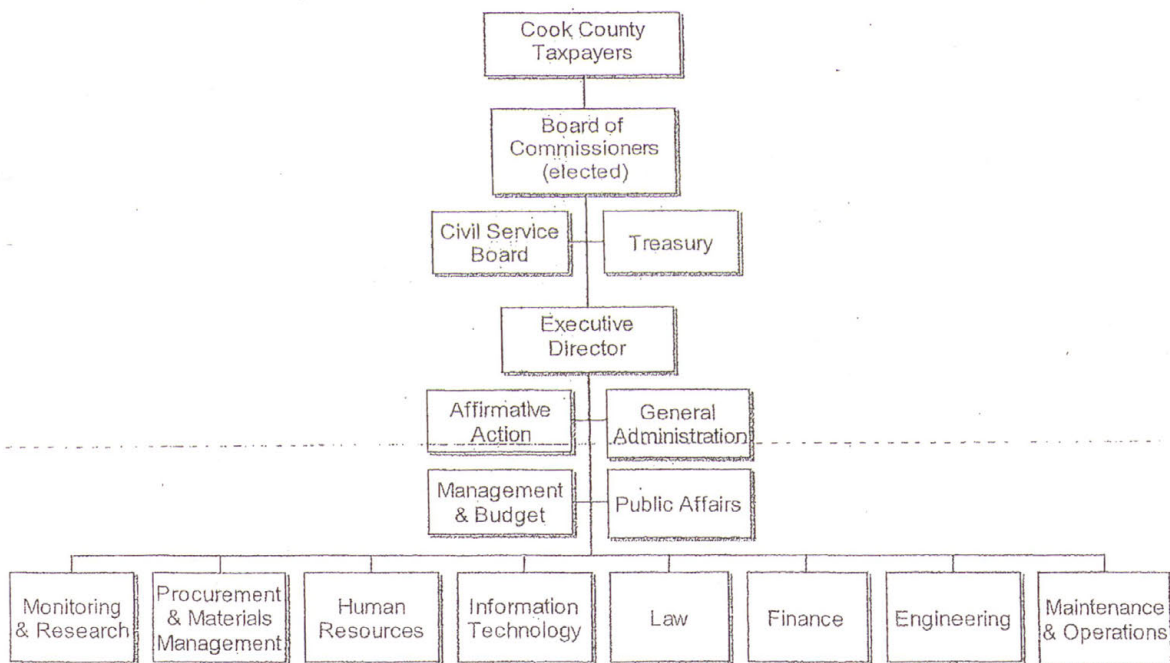 Cook County
Taxpayers
Board of
Commissioners
(elected)
Civil Service
Board
Treasury
Executive
Director
Affirmative
Action
General
Administration
Management
& Budget
Public Affairs
Monitoring
& Research
Procurement
& Materials
Management
Human
Resources
Information
Technology
Law
Finance
Engineering
Maintenance
& Operations